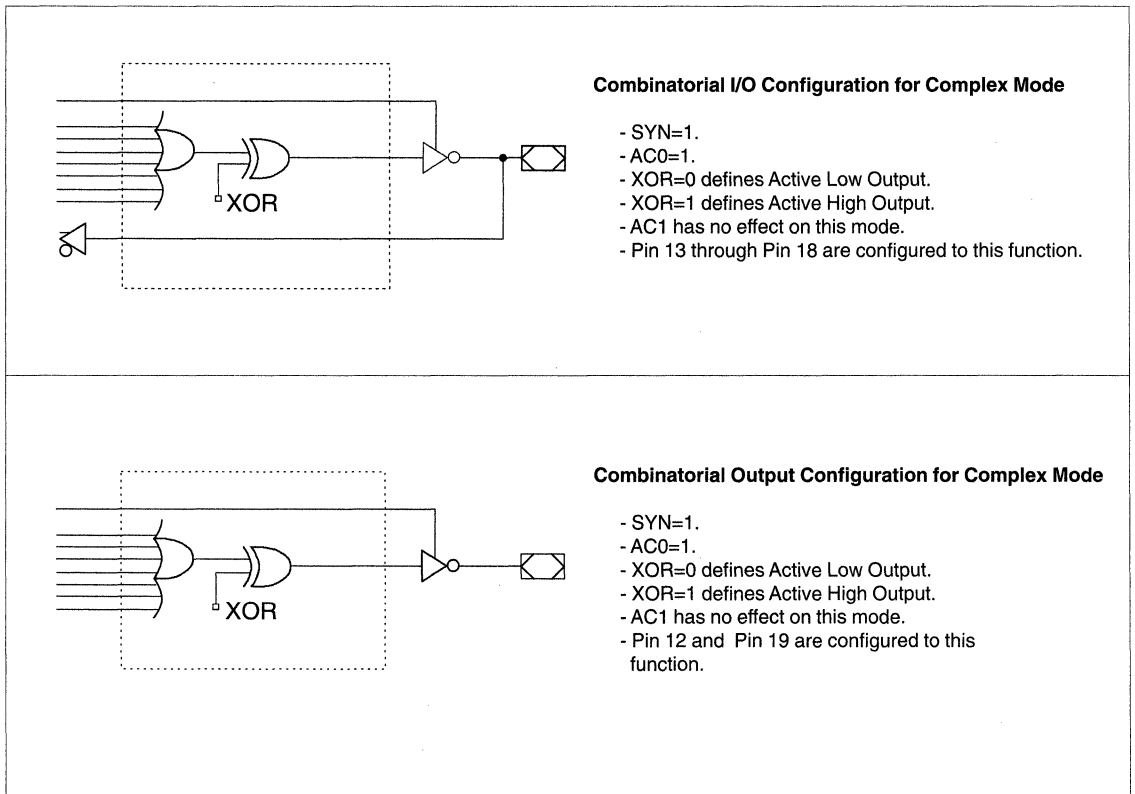 Combinatorial I/O Configuration for Complex Mode
- SYN=1.
- AC0=1.
- XOR=0 defines Active Low Output.
- XOR=1 defines Active High Output.
- AC1 has no effect on this mode.
- Pin 13 through Pin 18 are configured to this function.
XOR
Combinatorial Output Configuration for Complex Mode
- SYN=1.
- AC0=1.
- XOR=0 defines Active Low Output.
- XOR=1 defines Active High Output.
- AC1 has no effect on this mode.
- Pin 12 and Pin 19 are configured to this
function.
XOR